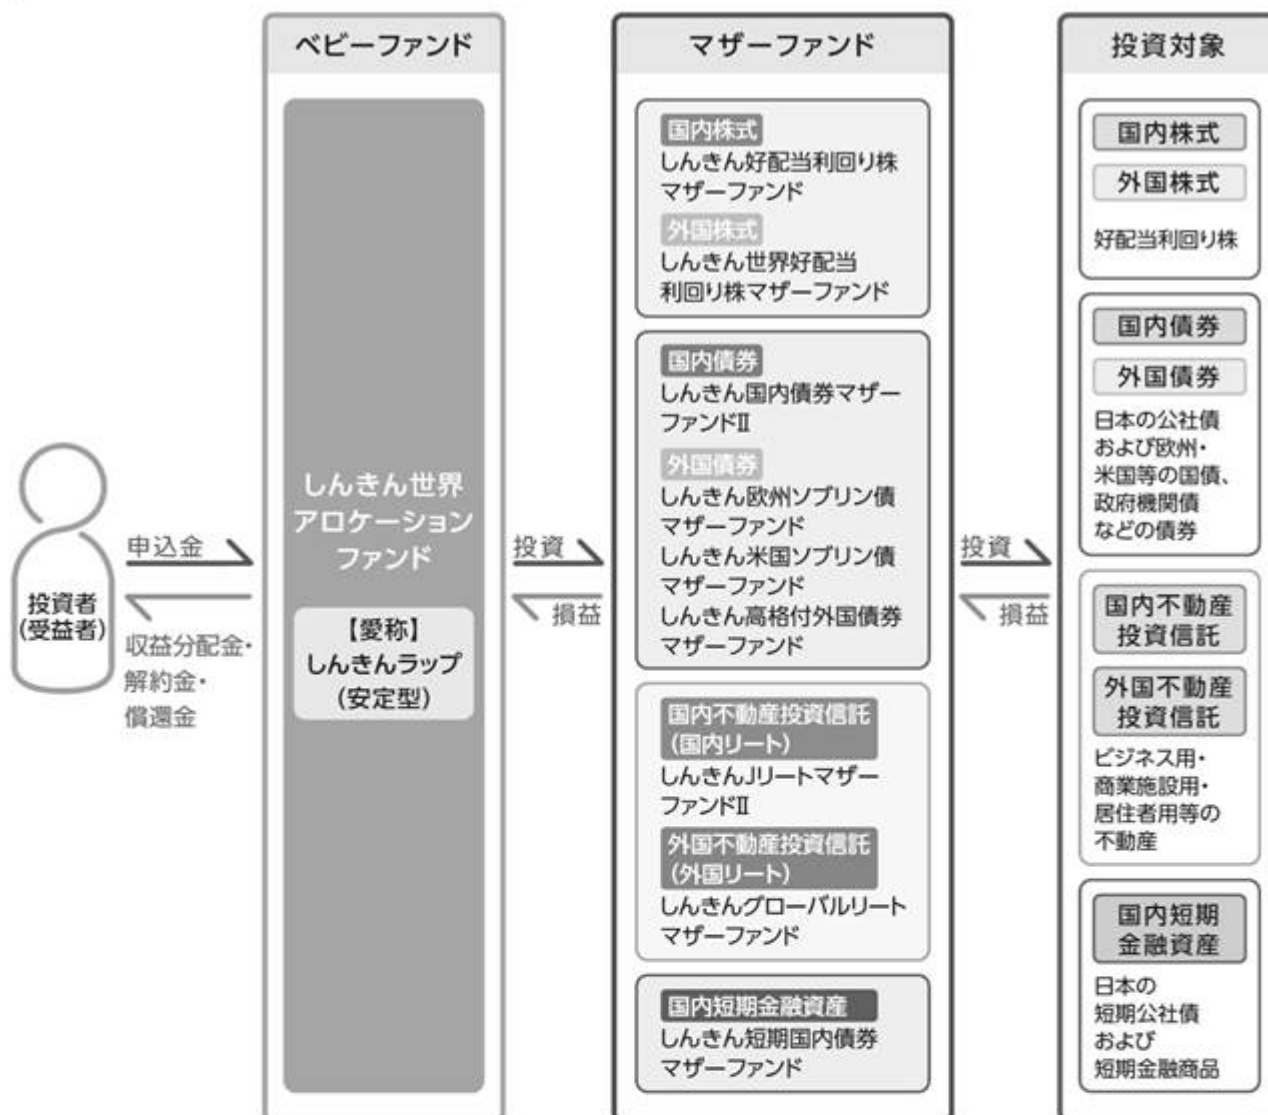 ベビーファンド
マザーファンド
投資対象
投資者
(受益者)
申込金
収益分配金・
解約金・
償還金
しんきん世界
アロケーション
ファンド
【愛称】
しんきんラップ
(安定型)
投資
損益
国内株式
しんきん好配当利回り株
マザーファンド
外国株式
しんきん世界好配当
利回り株マザーファンド
国内債券
しんきん国内債券マザー
ファンドⅡ
外国債券
しんきん欧州ソブリン債
マザーファンド
しんきん米国ソブリン債
マザーファンド
しんきん高格付外国債券
マザーファンド
国内不動産投資信託
(国内リート)
しんきんJリートマザー
ファンドⅡ
外国不動産投資信託
(外国リート)
しんきんグローバルリート
マザーファンド
国内短期金融資産
しんきん短期国内債券
マザーファンド
投資
損益
国内株式
外国株式
好配当利回り株
国内債券
外国債券
日本の公社債
および欧州・
米国等の国債、
政府機関債
などの債券
国内不動産
投資信託
外国不動産
投資信託
ビジネス用・
商業施設用・
居住者用等の
不動産
国内短期
金融資産
日本の
短期公社債
および
短期金融商品